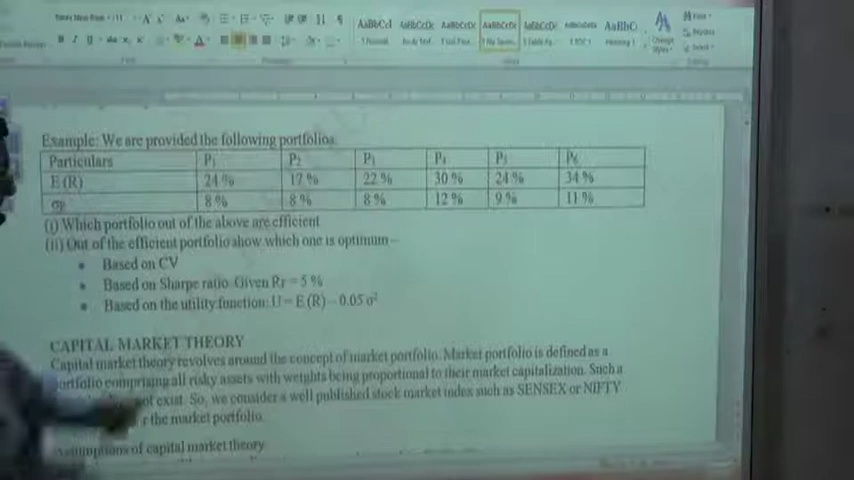 AaBbCcI AaBbCcDc AaBbCcDc AaBbCcDc AaBbCcDc AaBbC
Example: We are provided the following portfolios.
Particulars P1 P2 P3 P4 P5 P6
E (R) 24 % 17 % 22 % 30 % 24 % 34 %
σp 8 % 8 % 8 % 12 % 9 % 11 %
(i) Which portfolio out of the above are efficient
(ii) Out of the efficient portfolio show which one is optimum –
• Based on CV
• Based on Sharpe ratio. Given RF = 5 %
• Based on the utility function: U = E (R) – 0.05 σ²
CAPITAL MARKET THEORY
Capital market theory revolves around the concept of market portfolio. Market portfolio is defined as a
portfolio comprising all risky assets with weights being proportional to their market capitalization. Such a
not exist. So, we consider a well published stock market index such as SENSEX or NIFTY
the market portfolio.
Assumptions of capital market theory